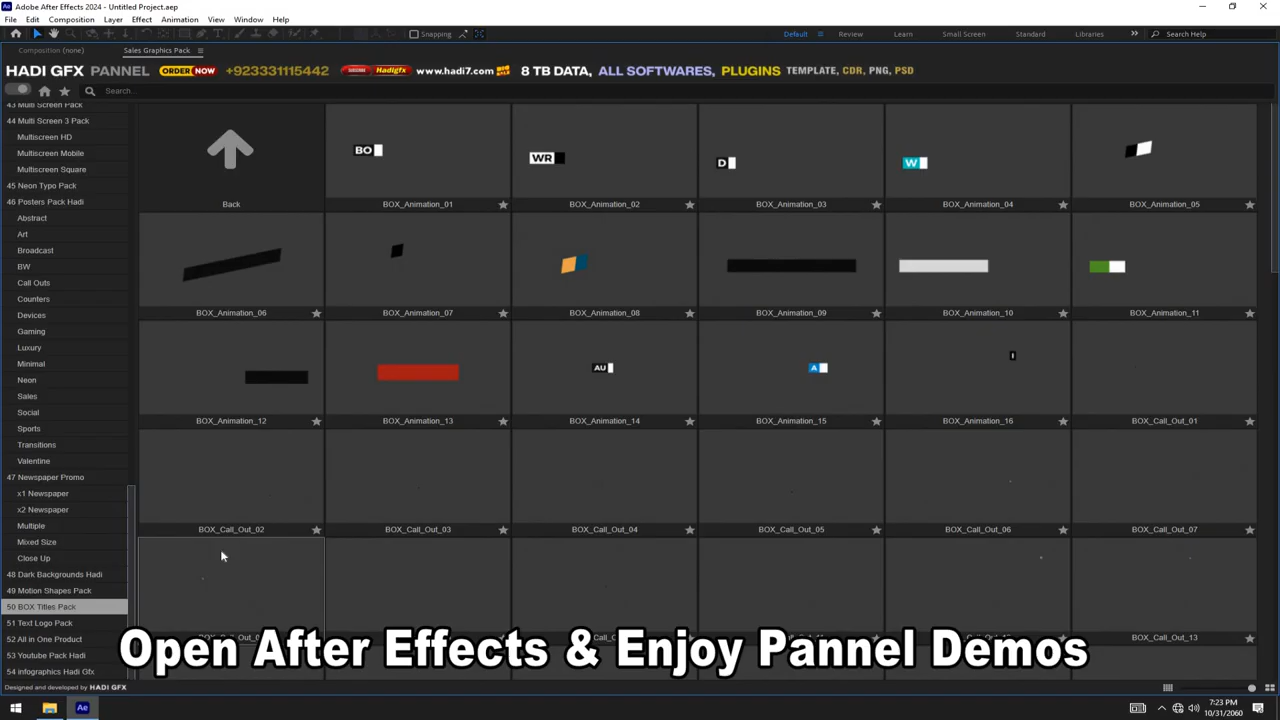 Adobe After Effects 2024 - Untitled Project.aep
File Edit Composition Layer Effect Animation View Window Help
Snapping
Default Review Learn Small Screen Standard Libraries Search Help
Composition (none) Sales Graphics Pack
HADI GFX PANNEL ORDER NOW +923331115442 SUBSCRIBE Hadigfx www.hadi7.com 8 TB DATA, ALL SOFTWARES, PLUGINS TEMPLATE, CDR, PNG, PSD
Search...
43 Multi Screen Pack
44 Multi Screen 3 Pack
Multiscreen HD
Multiscreen Mobile
Multiscreen Square
45 Neon Typo Pack
46 Posters Pack Hadi
Abstract
Art
Broadcast
BW
Call Outs
Counters
Devices
Gaming
Luxury
Minimal
Neon
Sales
Social
Sports
Transitions
Valentine
47 Newspaper Promo
x1 Newspaper
x2 Newspaper
Multiple
Mixed Size
Close Up
48 Dark Backgrounds Hadi
49 Motion Shapes Pack
50 BOX Titles Pack
51 Text Logo Pack
52 All in One Product
53 Youtube Pack Hadi
54 infographics Hadi Gfx
Designed and developed by HADI GFX
BO WR D W
Back BOX_Animation_01 BOX_Animation_02 BOX_Animation_03 BOX_Animation_04 BOX_Animation_05
BOX_Animation_06 BOX_Animation_07 BOX_Animation_08 BOX_Animation_09 BOX_Animation_10 BOX_Animation_11
AU A I
BOX_Animation_12 BOX_Animation_13 BOX_Animation_14 BOX_Animation_15 BOX_Animation_16 BOX_Call_Out_01
BOX_Call_Out_02 BOX_Call_Out_03 BOX_Call_Out_04 BOX_Call_Out_05 BOX_Call_Out_06 BOX_Call_Out_07
BOX_Call_Out_13
Open After Effects & Enjoy Pannel Demos
7:23 PM
10/31/2060